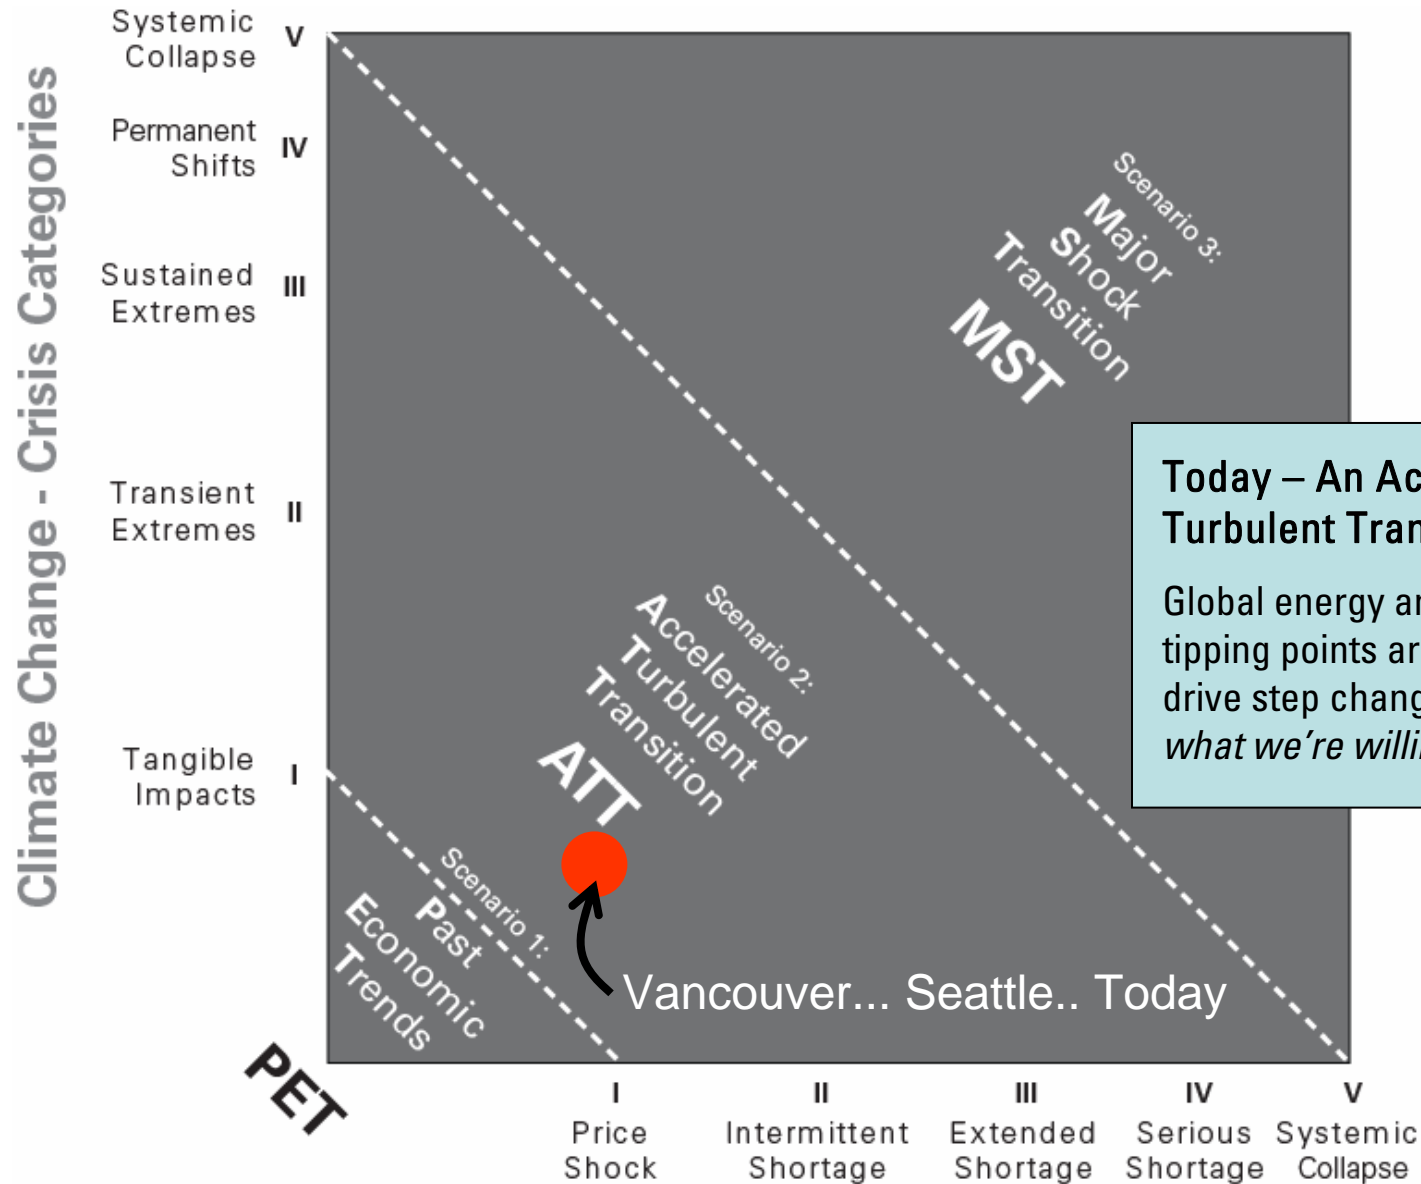 Climate Change - Crisis Categories
Systemic
Collapse
V
Permanent
Shifts
IV
Sustained
Extremes
III
Transient
Extremes
II
Tangible
Impacts
I
Scenario 3:
Major
Shock
Transition
MST
Today – An Ac
Turbulent Tran
Global energy a
tipping points ar
drive step chang
what we're willi
Scenario 2:
Accelerated
Turbulent
Transition
ATT
Scenario 1:
Past
Economic
Trends
PET
Vancouver... Seattle.. Today
I
Price
Shock
II
Intermittent
Shortage
III
Extended
Shortage
IV
Serious
Shortage
V
Systemic
Collapse